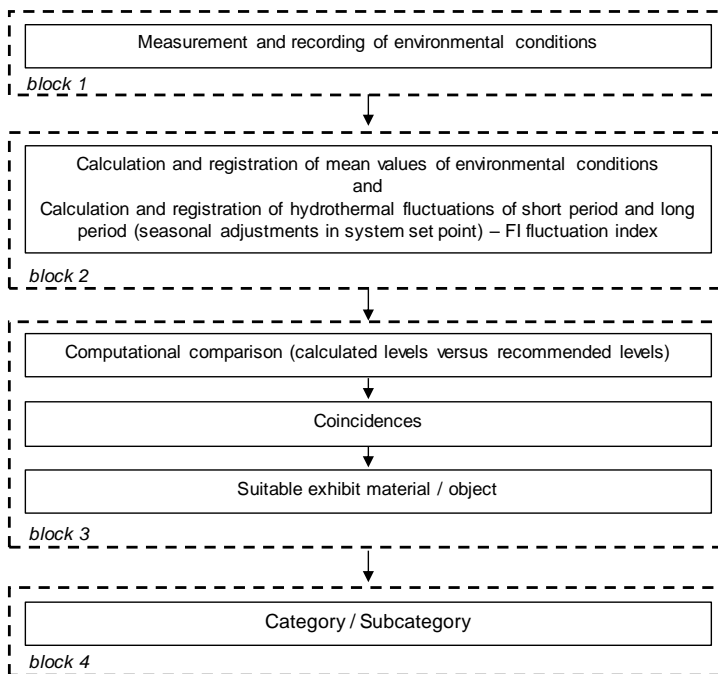 Measurement and recording of environmental conditions
block 1
Calculation and registration of mean values of environmental conditions
and
Calculation and registration of hydrothermal fluctuations of short period and long
period (seasonal adjustments in system set point) – FI fluctuation index
block 2
Computational comparison (calculated levels versus recommended levels)
Coincidences
Suitable exhibit material / object
block 3
Category / Subcategory
block 4